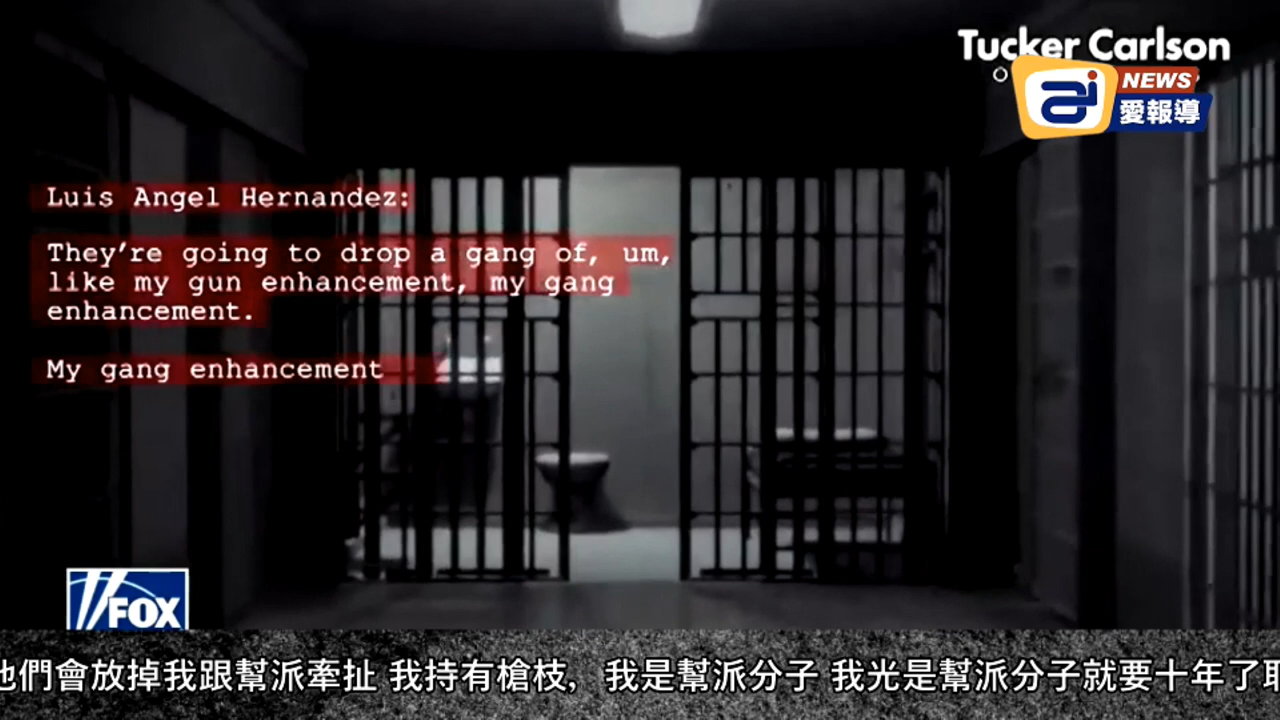 Tucker Carlson
NEWS
愛報導
Luis Angel Hernandez:
They're going to drop a gang of, um,
like my gun enhancement, my gang
enhancement.
My gang enhancement
FOX
們會放掉我跟幫派牽扯 我持有槍枝, 我是幫派分子 我光是幫派分子就要十年了